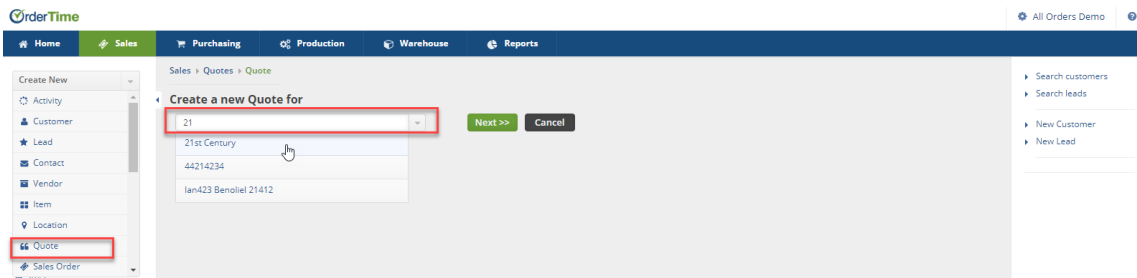 OrderTime
All Orders Demo
Home Sales Purchasing Production Warehouse Reports
Create New
Activity
Customer
Lead
Contact
Vendor
Item
Location
Quote
Sales Order
Sales Quotes Quote
Create a new Quote for
21
Next >> Cancel
21st Century
44214234
Ian423 Benoliel 21412
Search customers
Search leads
New Customer
New Lead